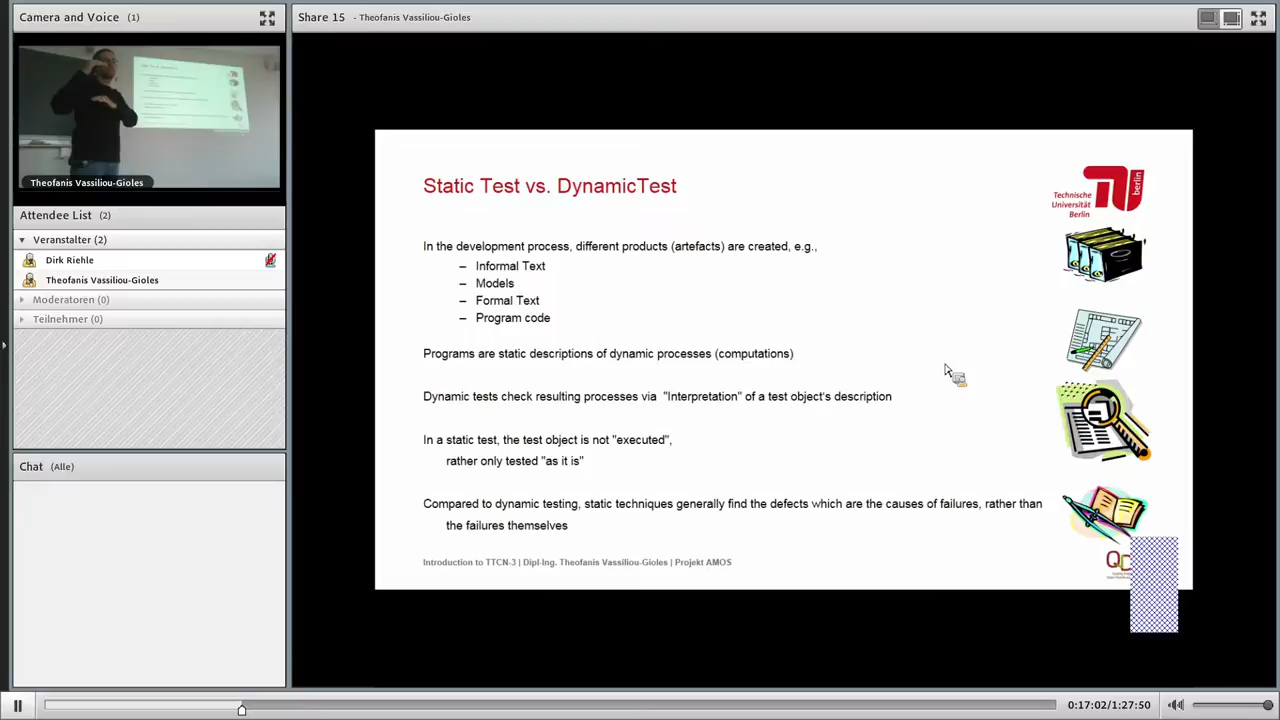 Camera and Voice (1)
Theofanis Vassiliou-Gioles
Attendee List (2)
Veranstalter (2)
Dirk Riehle
Theofanis Vassiliou-Gioles
Moderatoren (0)
Teilnehmer (0)
Chat (Alle)
Share 15 - Theofanis Vassiliou-Gioles
Static Test vs. DynamicTest
Technische
Universität
Berlin
berlin
In the development process, different products (artefacts) are created, e.g.,
– Informal Text
– Models
– Formal Text
– Program code
Programs are static descriptions of dynamic processes (computations)
Dynamic tests check resulting processes via "Interpretation" of a test object's description
In a static test, the test object is not "executed",
rather only tested "as it is"
Compared to dynamic testing, static techniques generally find the defects which are the causes of failures, rather than
the failures themselves
Introduction to TTCN-3 | Dipl-Ing. Theofanis Vassiliou-Gioles | Projekt AMOS
0:17:02/1:27:50